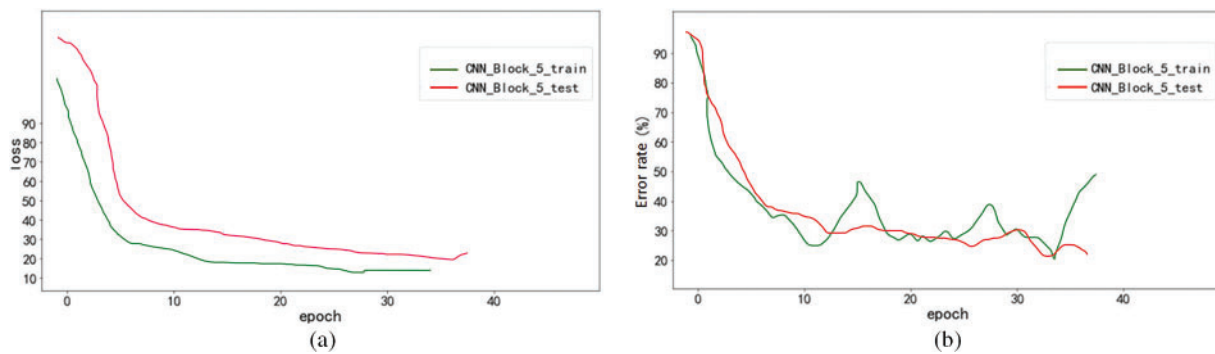 CNN_Block_5_train
CNN_Block_5_test
90
80
70
60
50
40
30
20
10
loss
0 10 20 30 40
epoch
(a)
CNN_Block_5_train
CNN_Block_5_test
90
80
70
60
50
40
30
20
Error rate (%)
0 10 20 30 40
epoch
(b)